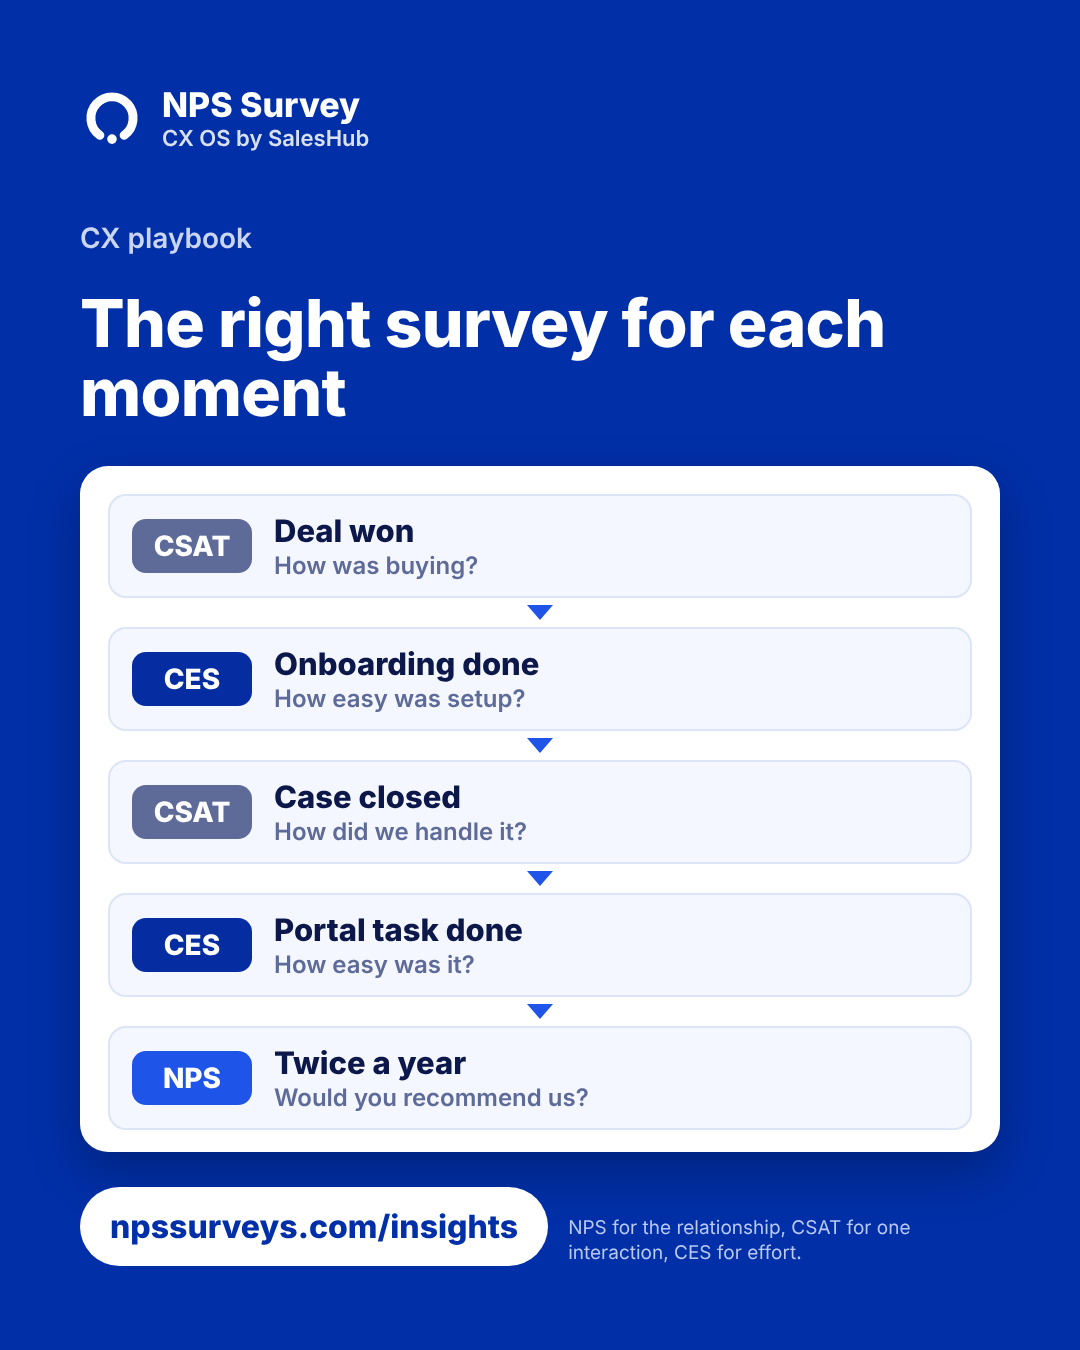 NPS Survey
CX OS by SalesHub
CX playbook
The right survey for each
moment
CSAT
Deal won
How was buying?
CES
Onboarding done
How easy was setup?
CSAT
Case closed
How did we handle it?
CES
Portal task done
How easy was it?
NPS
Twice a year
Would you recommend us?
npssurveys.com/insights
NPS for the relationship, CSAT for one
interaction, CES for effort.